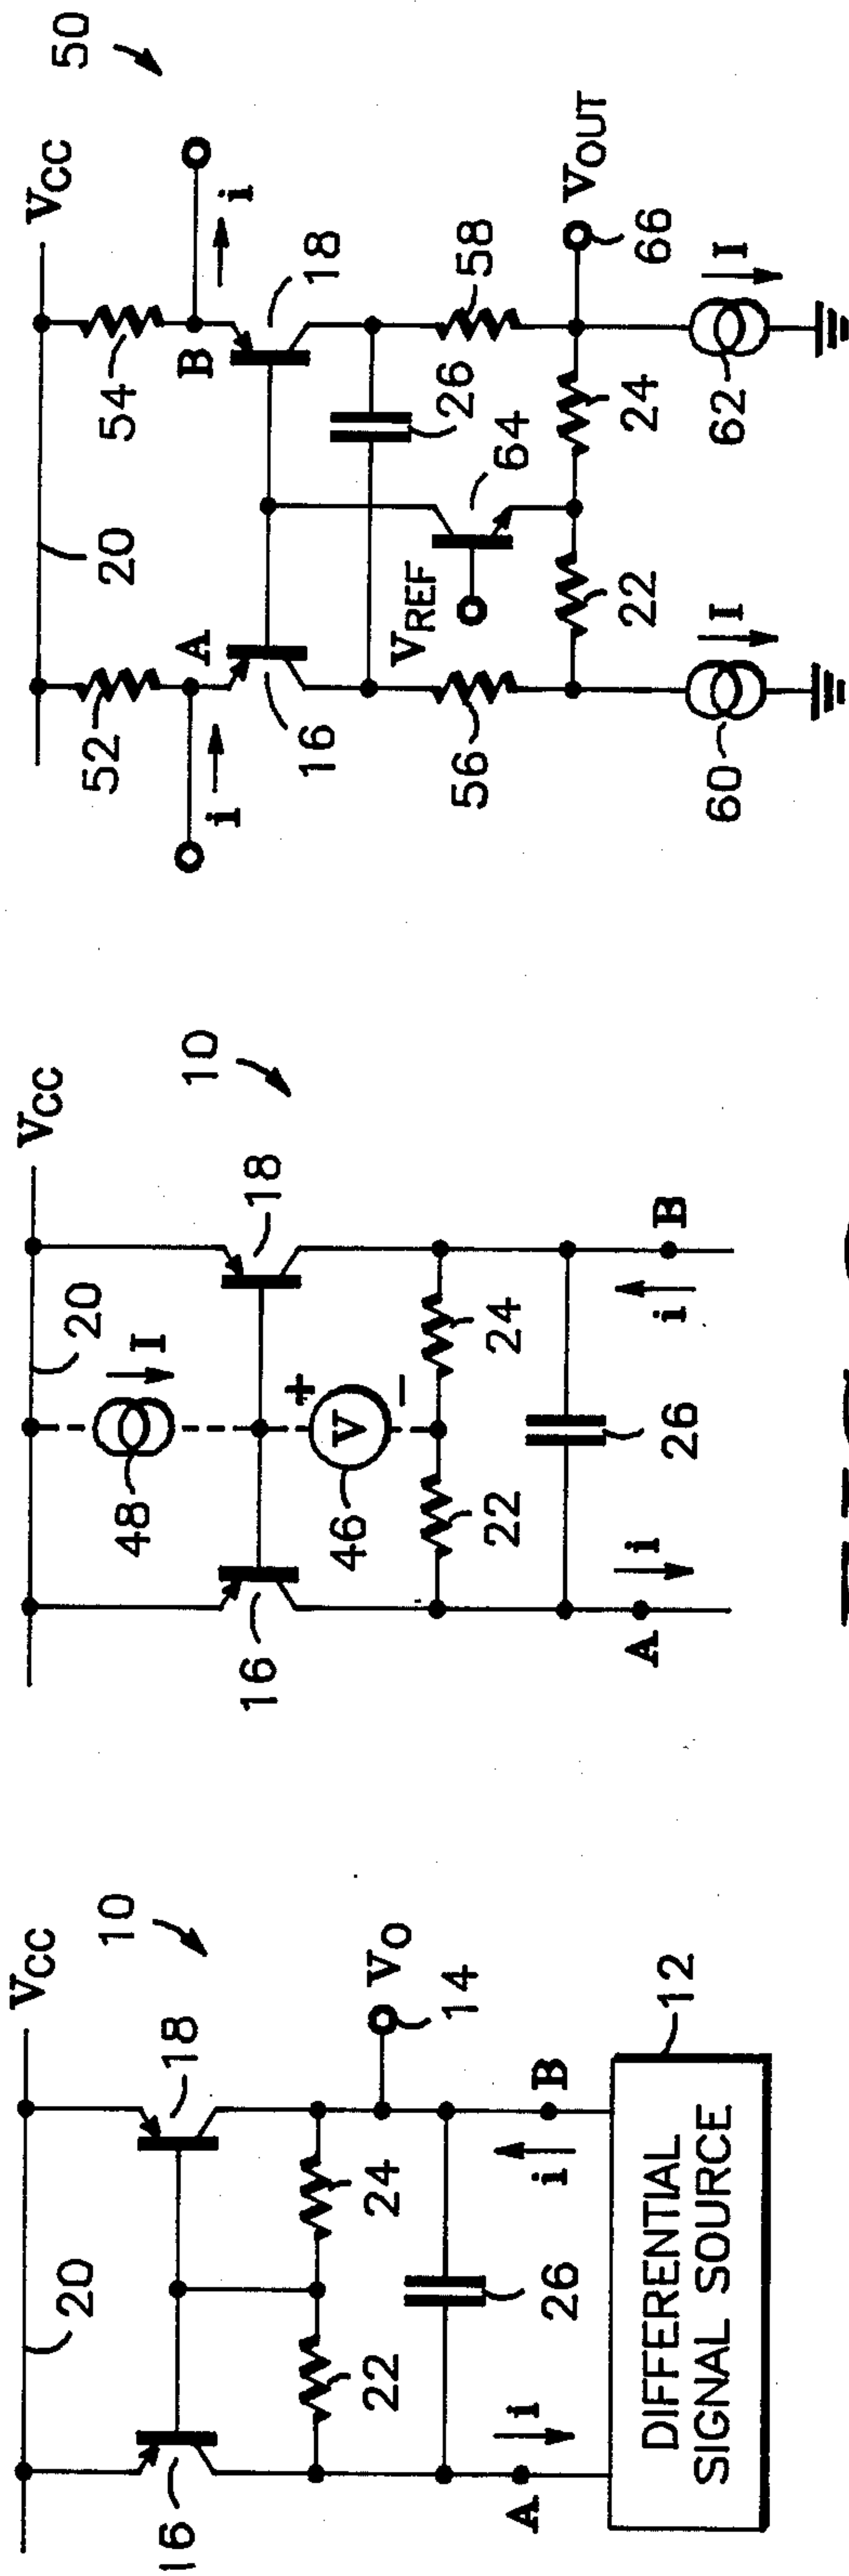 VCC
10
20
16
18
22
24
VO
14
26
A
i
i
B
DIFFERENTIAL
SIGNAL SOURCE
12
VCC
10
20
48
I
16
18
+
V
46
−
22
24
26
i
i
A
B
VCC
50
20
52
54
A
B
i
i
16
18
26
VREF
64
56
58
VOUT
66
22
24
60
I
62
I